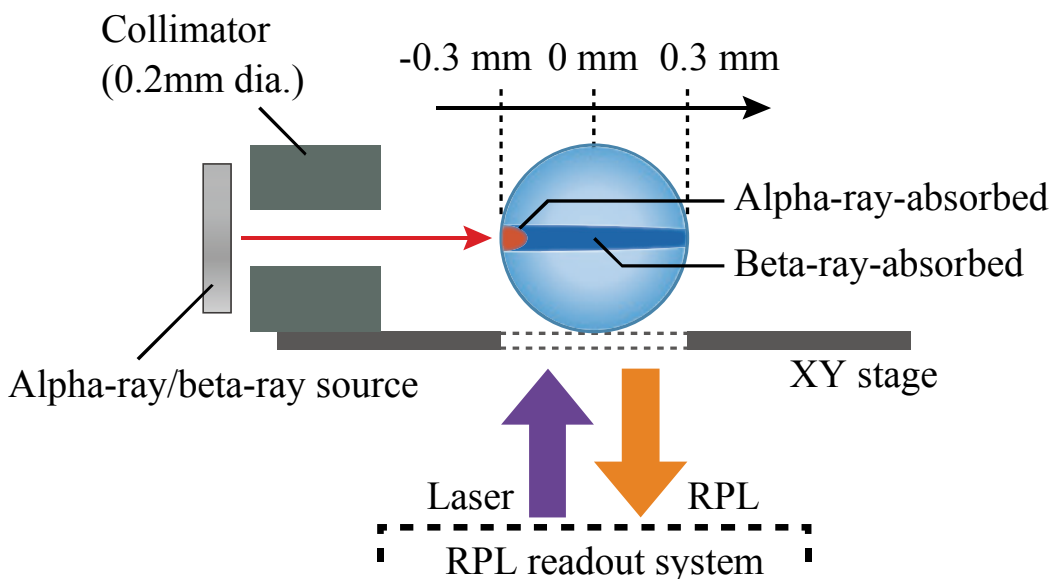 Collimator
(0.2mm dia.)
-0.3 mm 0 mm 0.3 mm
Alpha-ray-absorbed
Beta-ray-absorbed
Alpha-ray/beta-ray source
XY stage
Laser
RPL
RPL readout system